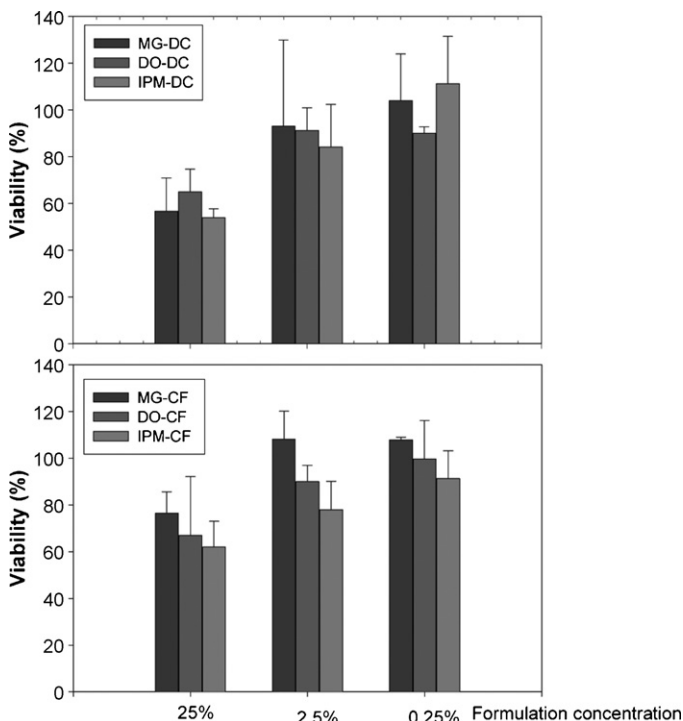 140
120
100
80
60
40
20
0
Viability (%)
MG-DC
DO-DC
IPM-DC
140
120
100
80
60
40
20
0
Viability (%)
MG-CF
DO-CF
IPM-CF
25% 2.5% 0.25% Formulation concentration